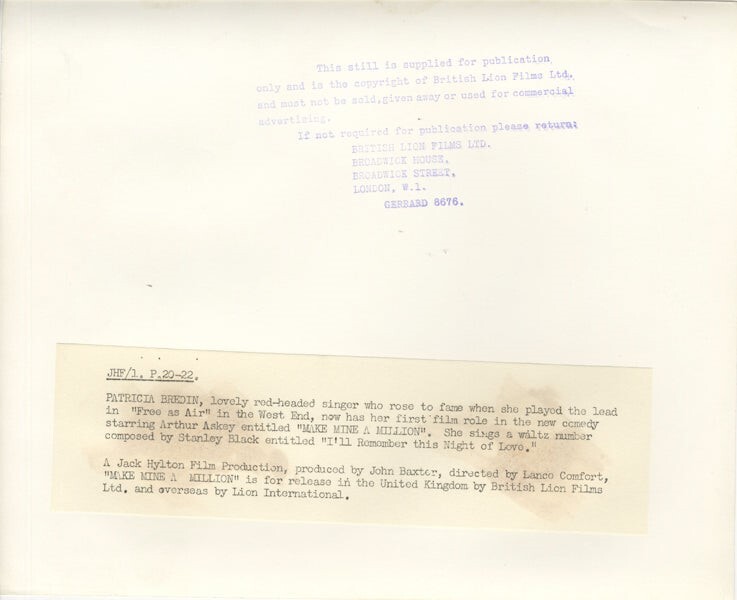 This still is supplied for publication
only and is the copyright of British Lion Films Ltd.
and most not be sold,given away or used for commercial
advertising.
If not required for publication please return:
BRITISH LION FILMS LTD.
BROADWICK HOUSE,
BROADWICK STREET,
LONDON, W.1.
GERRARD 8676.
JHF/1. P.20-22.
PATRICIA BREDIN, lovely red-headed singer who rose to fame when she played the lead
in "Free as Air" in the West End, now has her first film role in the new comedy
starring Arthur Askey entitled "MAKE MINE A MILLION". She sings a waltz number
composed by Stanley Black entitled "I'll Remember this Night of Love."
A Jack Hylton Film Production, produced by John Baxter, directed by Lance Comfort,
"MAKE MINE A MILLION" is for release in the United Kingdom by British Lion Films
Ltd. and overseas by Lion International.